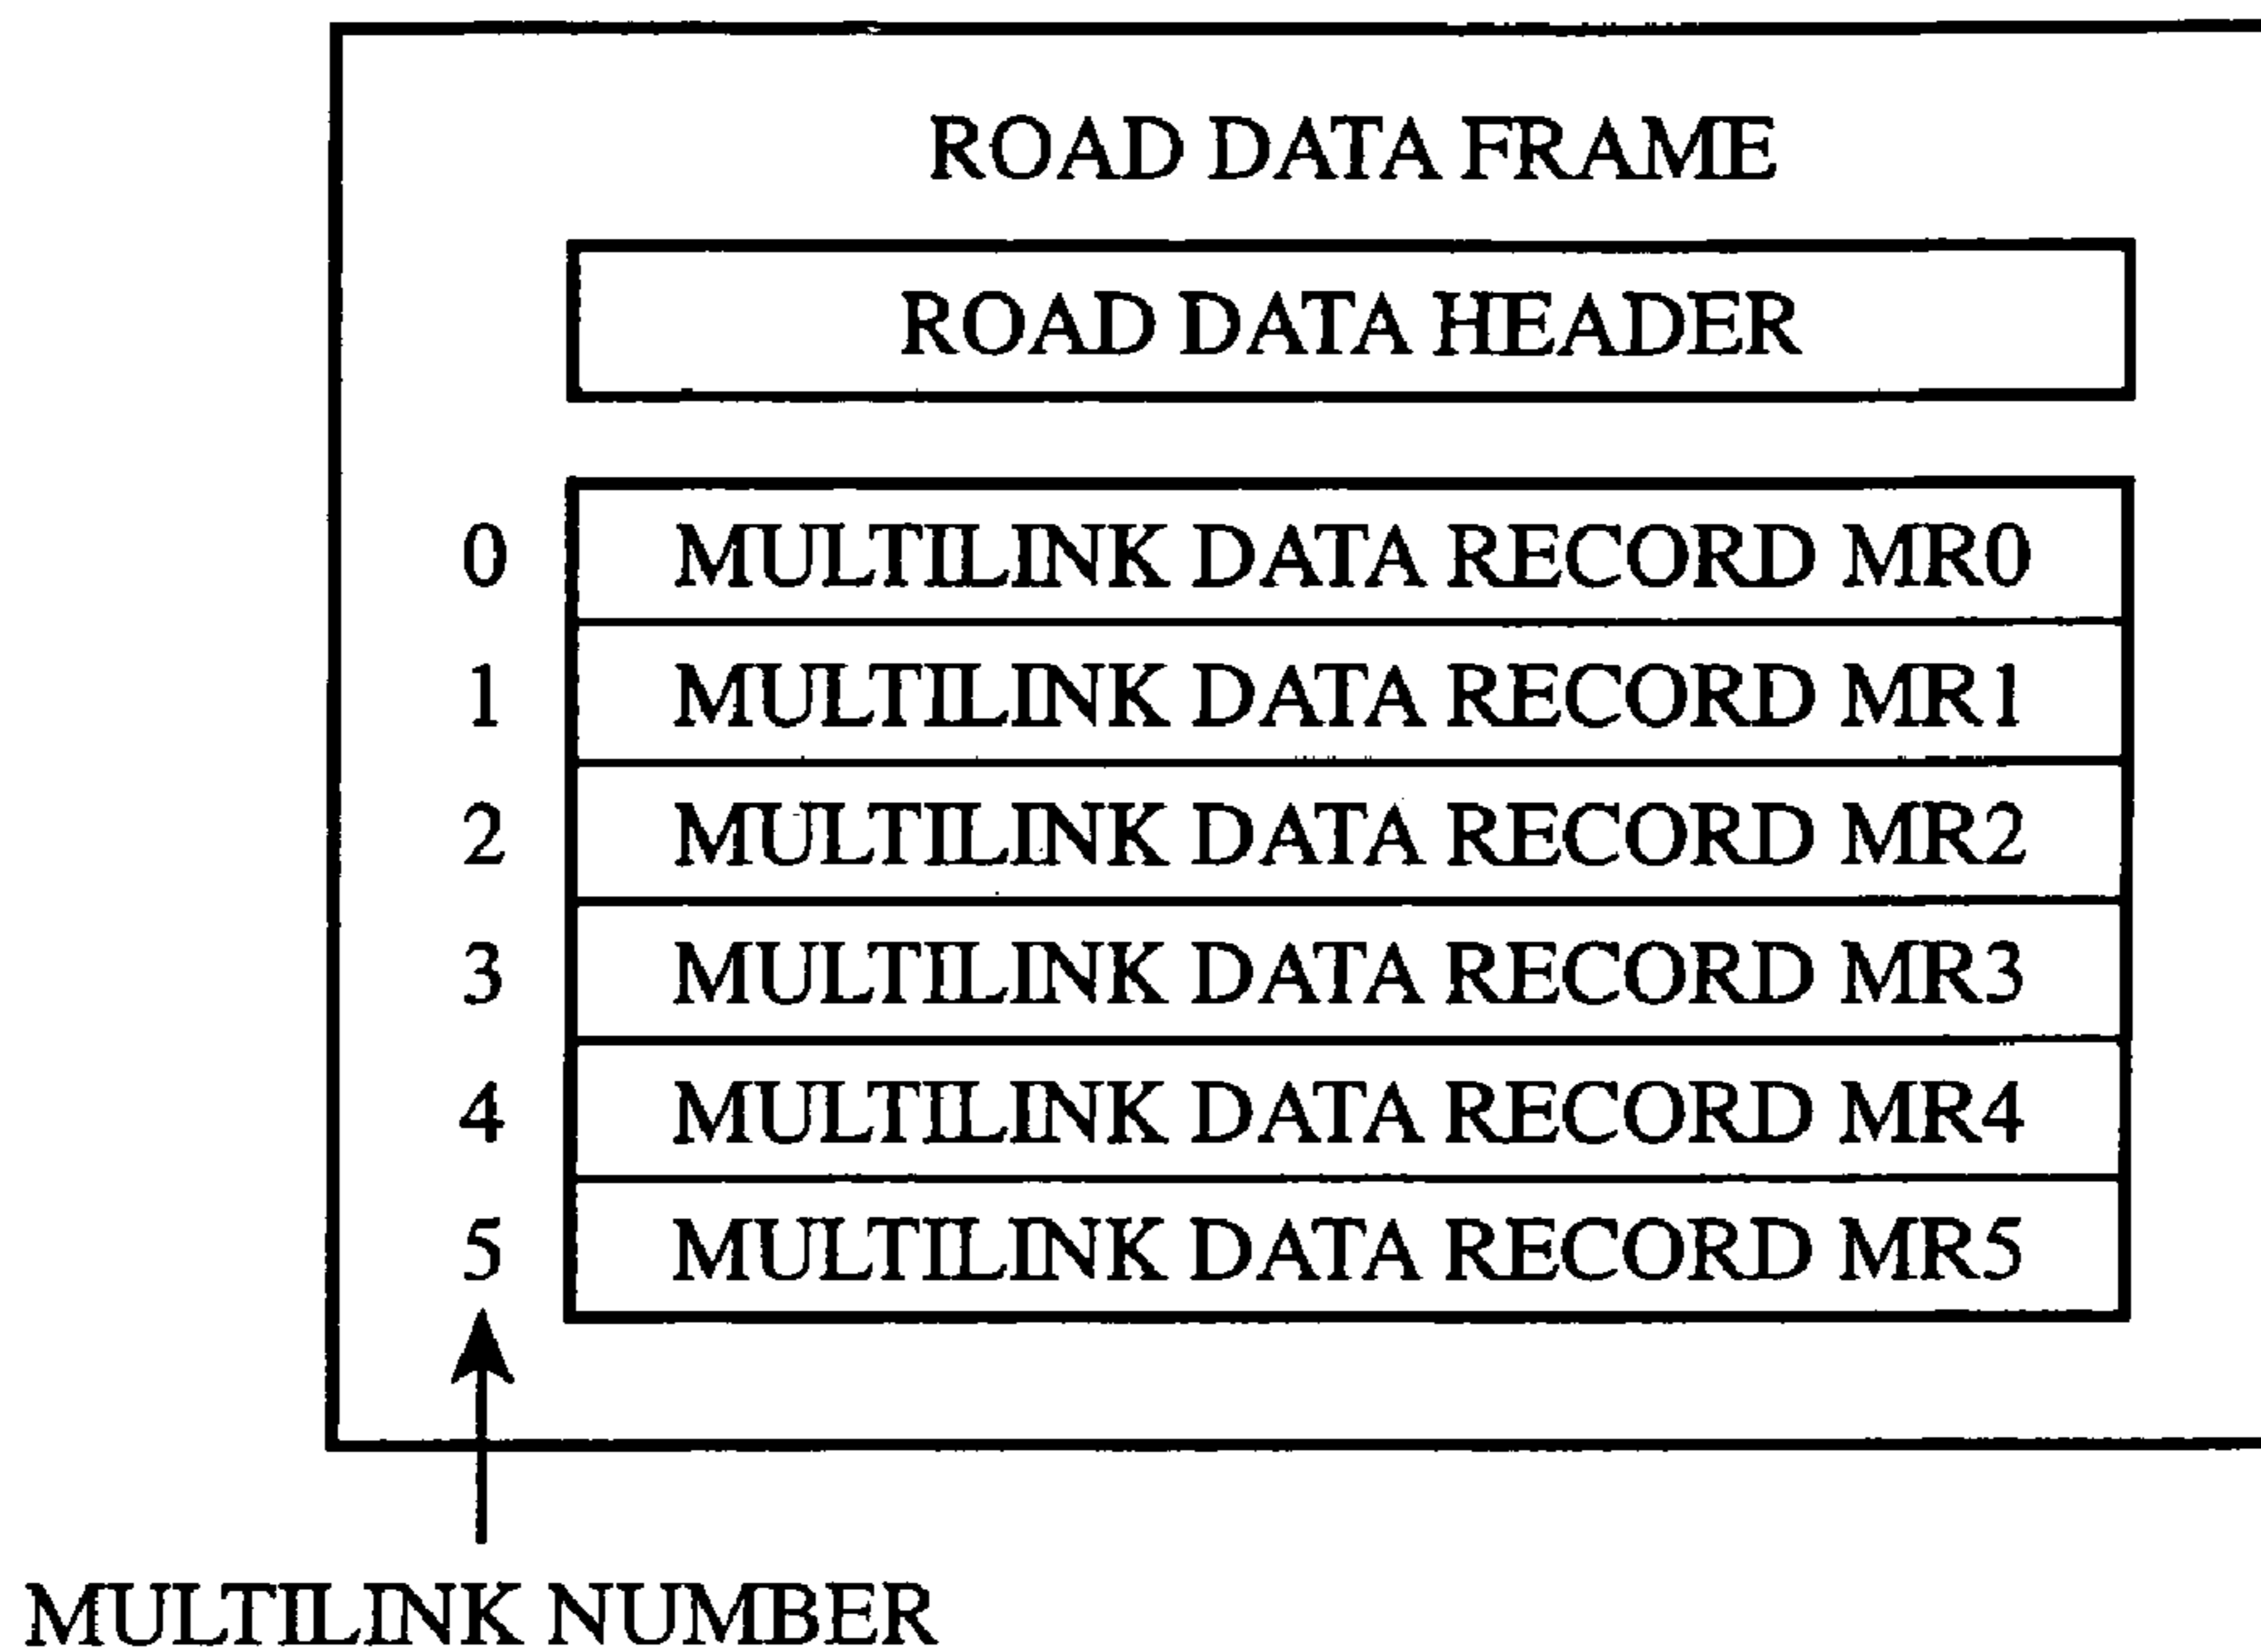 ROAD DATA FRAME
ROAD DATA HEADER
0 MULTILINK DATA RECORD MR0
1 MULTILINK DATA RECORD MR1
2 MULTILINK DATA RECORD MR2
3 MULTILINK DATA RECORD MR3
4 MULTILINK DATA RECORD MR4
5 MULTILINK DATA RECORD MR5
MULTILINK NUMBER